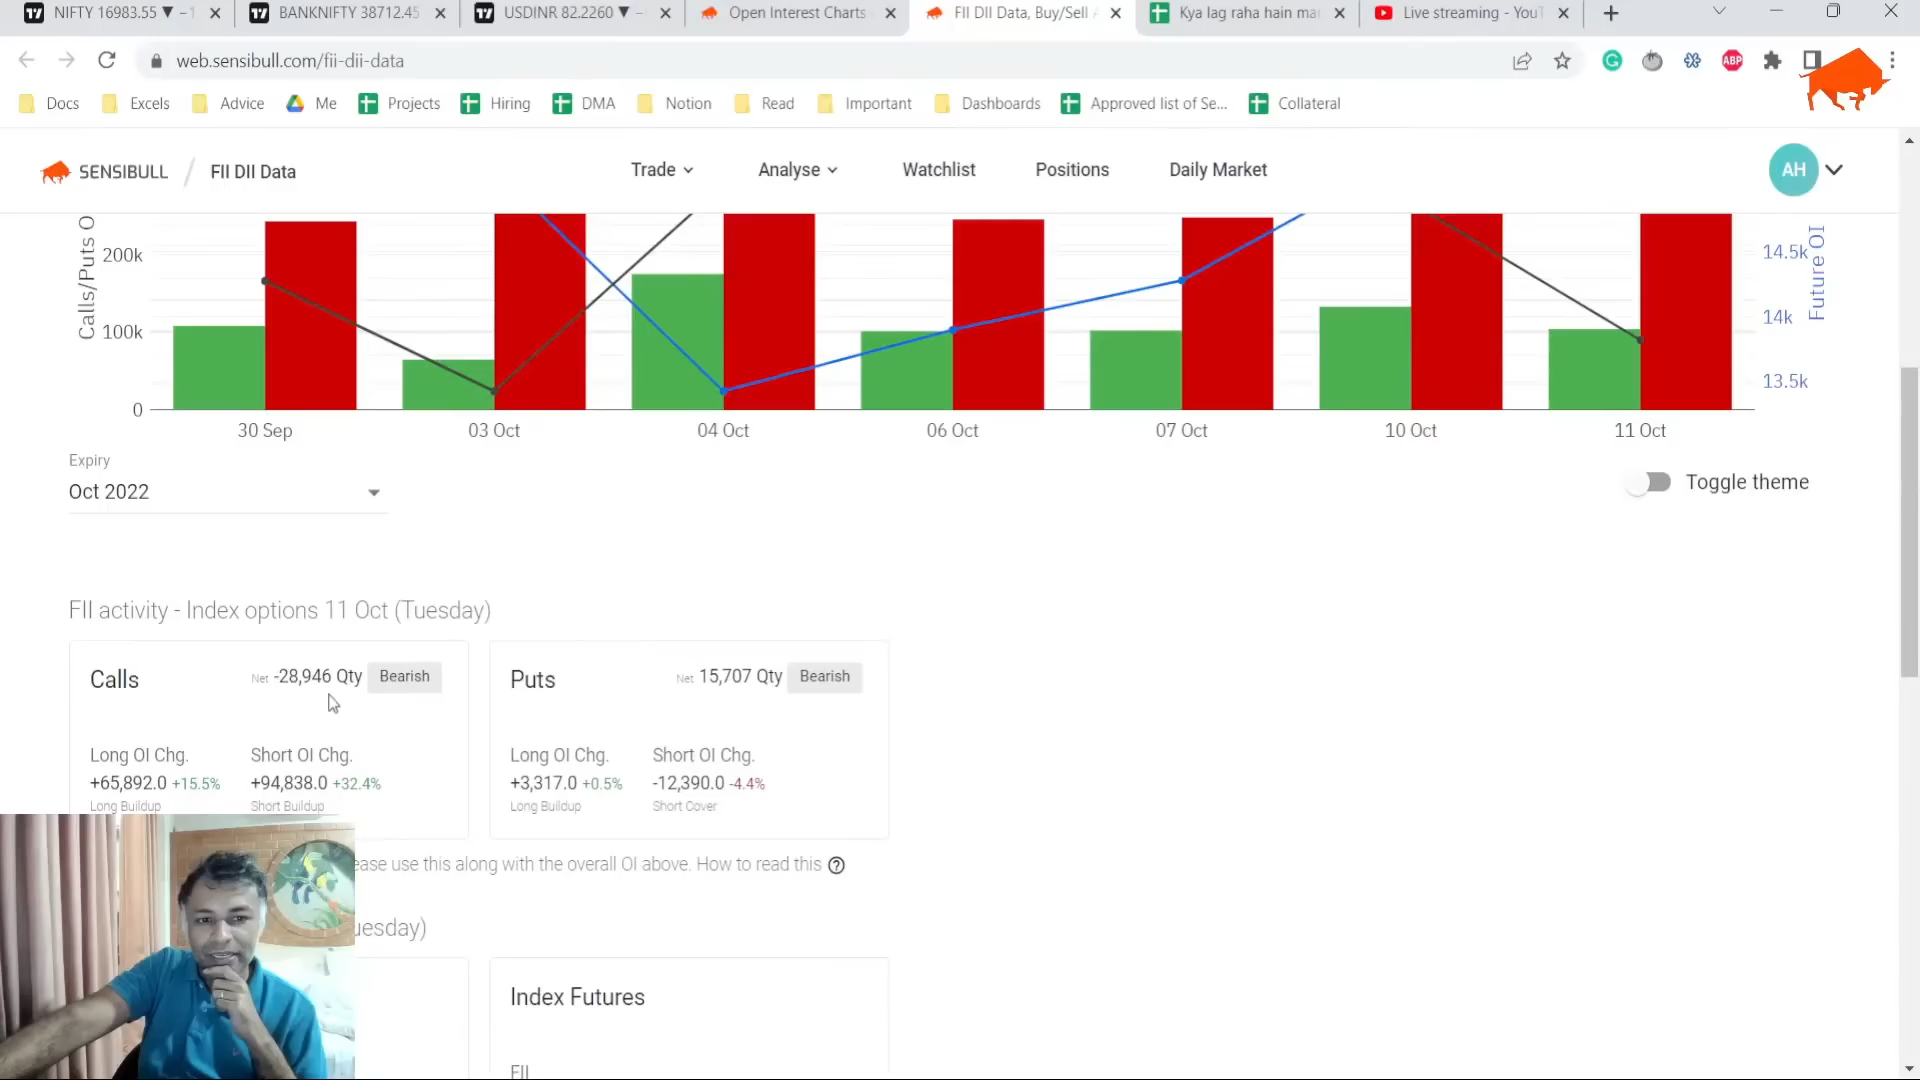 NIFTY 16983.55 ▼ −1
BANKNIFTY 38712.45
USDINR 82.2260 ▼ −
Open Interest Charts
FII DII Data, Buy/Sell
Kya lag raha hain ma
Live streaming - YouT
web.sensibull.com/fii-dii-data
ABP
Docs
Excels
Advice
Me
Projects
Hiring
DMA
Notion
Read
Important
Dashboards
Approved list of Se...
Collateral
SENSIBULL / FII DII Data
Trade
Analyse
Watchlist
Positions
Daily Market
AH
Calls/Puts O
200k
100k
0
14.5k
14k
13.5k
Future OI
30 Sep
03 Oct
04 Oct
06 Oct
07 Oct
10 Oct
11 Oct
Expiry
Oct 2022
Toggle theme
FII activity - Index options 11 Oct (Tuesday)
Calls
Net -28,946 Qty
Bearish
Long OI Chg.
Short OI Chg.
+65,892.0 +15.5%
+94,838.0 +32.4%
Long Buildup
Short Buildup
Puts
Net 15,707 Qty
Bearish
Long OI Chg.
Short OI Chg.
+3,317.0 +0.5%
-12,390.0 -4.4%
Long Buildup
Short Cover
ease use this along with the overall OI above. How to read this
uesday)
Index Futures
FII